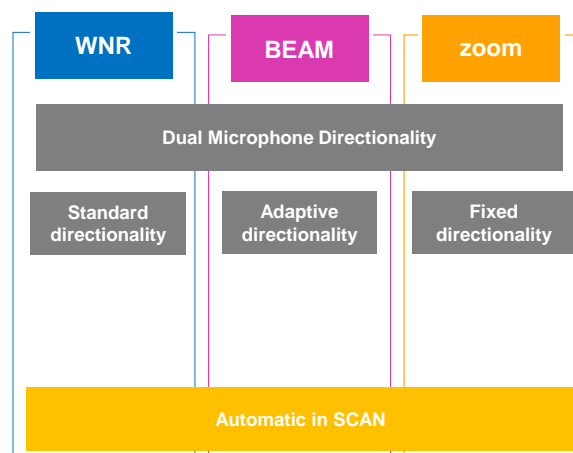 WNR
BEAM
zoom
Dual Microphone Directionality
Standard
directionality
Adaptive
directionality
Fixed
directionality
Automatic in SCAN